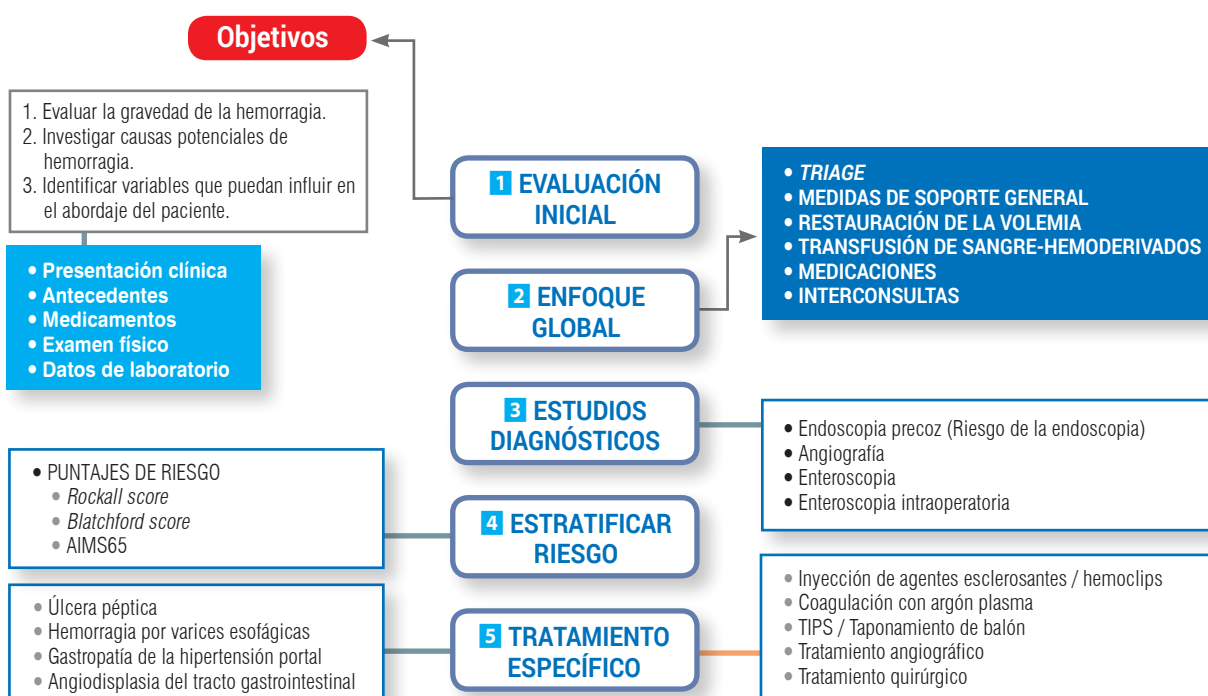 Objetivos
1. Evaluar la gravedad de la hemorragia.
2. Investigar causas potenciales de
hemorragia.
3. Identificar variables que puedan influir en
el abordaje del paciente.
• Presentación clínica
• Antecedentes
• Medicamentos
• Examen físico
• Datos de laboratorio
1 EVALUACIÓN
INICIAL
2 ENFOQUE
GLOBAL
• TRIAGE
• MEDIDAS DE SOPORTE GENERAL
• RESTAURACIÓN DE LA VOLEMIA
• TRANSFUSIÓN DE SANGRE-HEMODERIVADOS
• MEDICACIONES
• INTERCONSULTAS
3 ESTUDIOS
DIAGNÓSTICOS
• Endoscopia precoz (Riesgo de la endoscopia)
• Angiografía
• Enteroscopia
• Enteroscopia intraoperatoria
• PUNTAJES DE RIESGO
• Rockall score
• Blatchford score
• AIMS65
4 ESTRATIFICAR
RIESGO
• Úlcera péptica
• Hemorragia por varices esofágicas
• Gastropatía de la hipertensión portal
• Angiodisplasia del tracto gastrointestinal
5 TRATAMIENTO
ESPECÍFICO
• Inyección de agentes esclerosantes / hemoclips
• Coagulación con argón plasma
• TIPS / Taponamiento de balón
• Tratamiento angiográfico
• Tratamiento quirúrgico